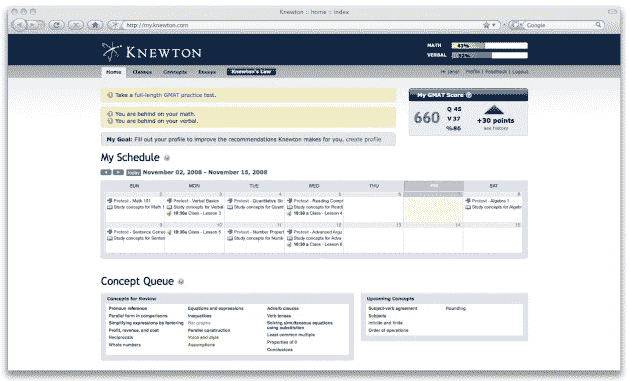 Knewton :: home :: index
http://my.knewton.com
Google
KNEWTON
MATH 43%
VERBAL
Home Classes Concepts Essays Knewton's Law
Profile | Feedback | Logout
Take a full-length GMAT practice test.
You are behind on your math.
You are behind on your verbal.
My Goal: Fill out your profile to improve the recommendations Knewton makes for you. create profile
My GMAT Score
660
Q 45
V 37
%
+30 points
see history
My Schedule
Today November 02, 2008 - November 15, 2008
SUN MON TUE WED THU FRI SAT
2 3 4 5 6 7 8
Pretest - Math 101
Study concepts for Math 1
Pretest - Verbal Basics
Study concepts for Verbal
10:30a Class - Lesson 3
Pretest - Quantitative St
Study concepts for Quant
Pretest - Reading Compr
Study concepts for Readi
10:30a Class - Lesson 4
Pretest - Algebra 1
Study concepts for Algebr
9 10 11 12 13 14 15
Pretest - Sentence Correc
Study concepts for Senten
10:30a Class - Lesson 5
Pretest - Number Propert
Study concepts for Numb
Pretest - Advanced Algel
Study concepts for Adva
10:30a Class - Lesson 6
Concept Queue
Concepts for Review
Pronoun reference
Parallel form in comparisons
Simplifying expressions by factoring
Profit, revenue, and cost
Reciprocals
Whole numbers
Equations and expressions
Inequalities
Bar graphs
Parallel construction
Voice and style
Assumptions
Adverb clauses
Verb tenses
Solving simultaneous equations
using substitution
Least common multiple
Properties of 0
Conclusions
Upcoming Concepts
Subject-verb agreement
Subjects
Infinite and finite
Order of operations
Rounding